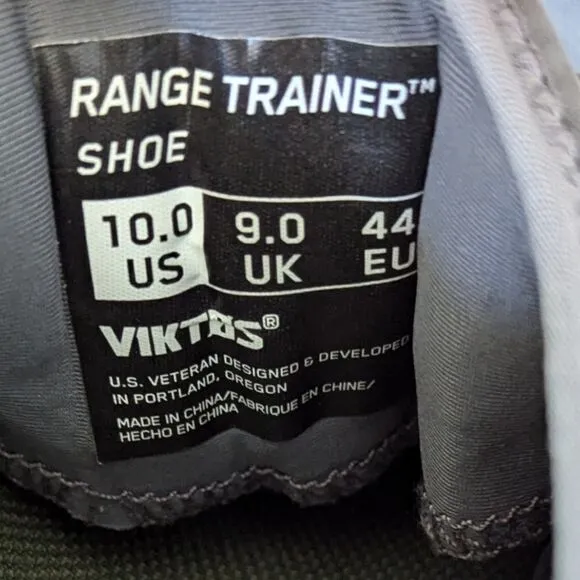 RANGE TRAINER™
SHOE
10.0 9.0 44
US UK EU
VIKTOS®
U.S. VETERAN DESIGNED & DEVELOPED
IN PORTLAND, OREGON
MADE IN CHINA/FABRIQUE EN CHINE/
HECHO EN CHINA